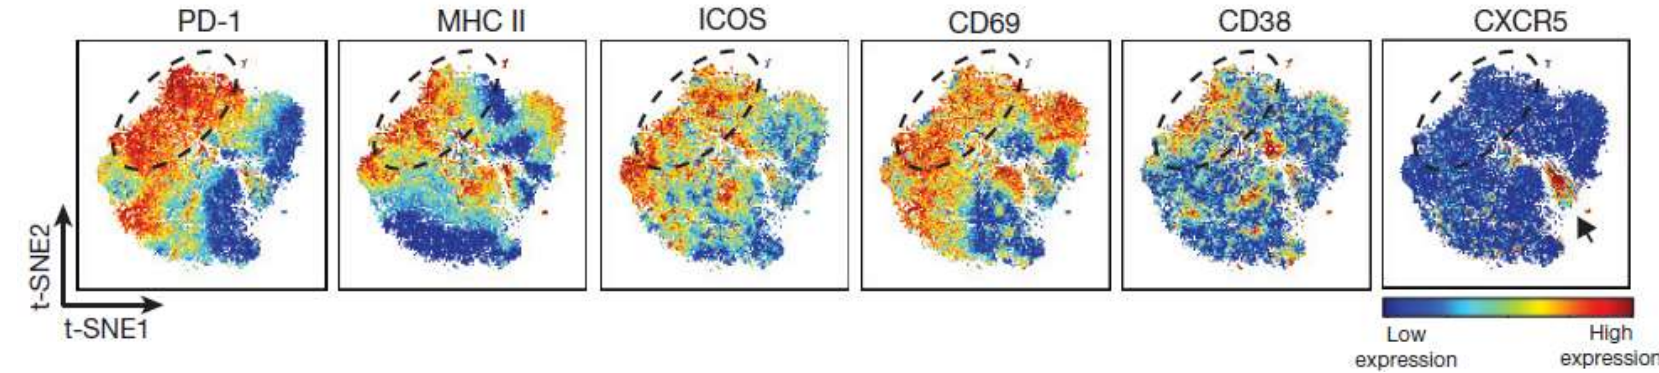 PD-1
MHC II
ICOS
CD69
CD38
CXCR5
t-SNE2
t-SNE1
Low
expression
High
expression